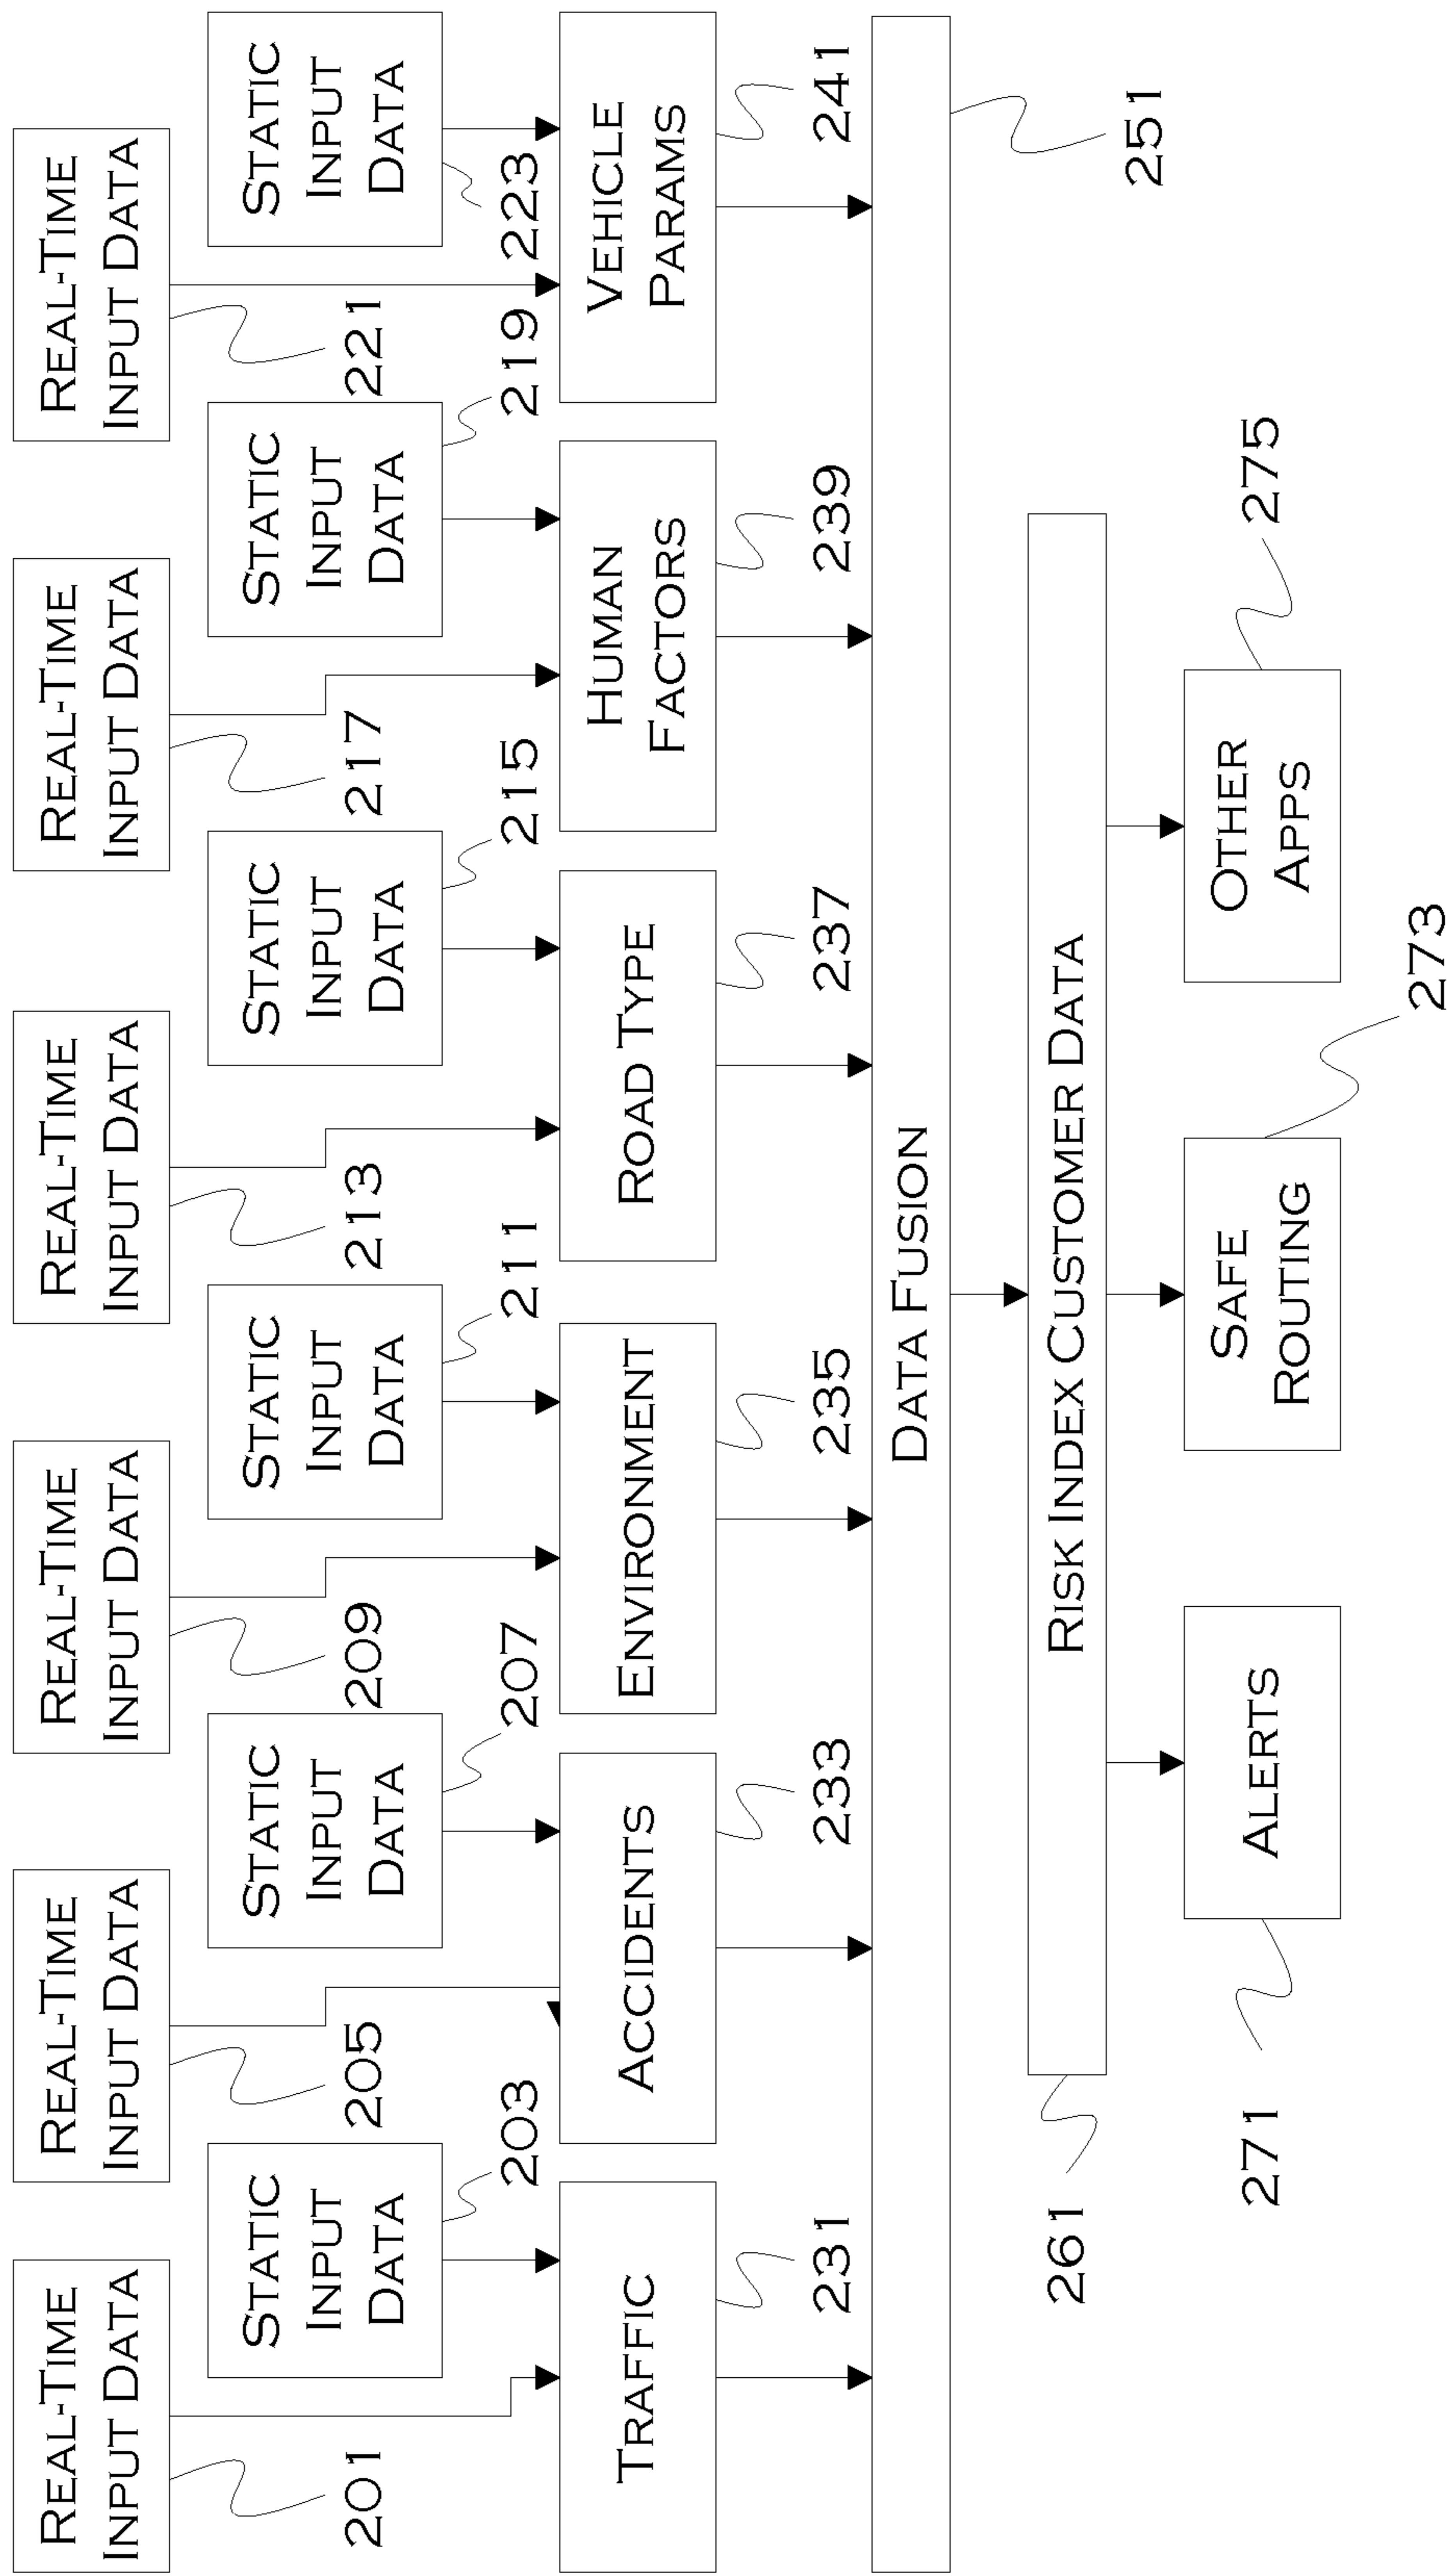 REAL-TIME
INPUT DATA
201
STATIC
INPUT
DATA
203
REAL-TIME
INPUT DATA
205
STATIC
INPUT
DATA
207
REAL-TIME
INPUT DATA
209
STATIC
INPUT
DATA
211
REAL-TIME
INPUT DATA
213
STATIC
INPUT
DATA
215
REAL-TIME
INPUT DATA
217
STATIC
INPUT
DATA
219
REAL-TIME
INPUT DATA
221
STATIC
INPUT
DATA
223
TRAFFIC
231
ACCIDENTS
233
ENVIRONMENT
235
ROAD TYPE
237
HUMAN
FACTORS
239
VEHICLE
PARAMS
241
DATA FUSION
251
RISK INDEX CUSTOMER DATA
261
ALERTS
271
SAFE
ROUTING
273
OTHER
APPS
275